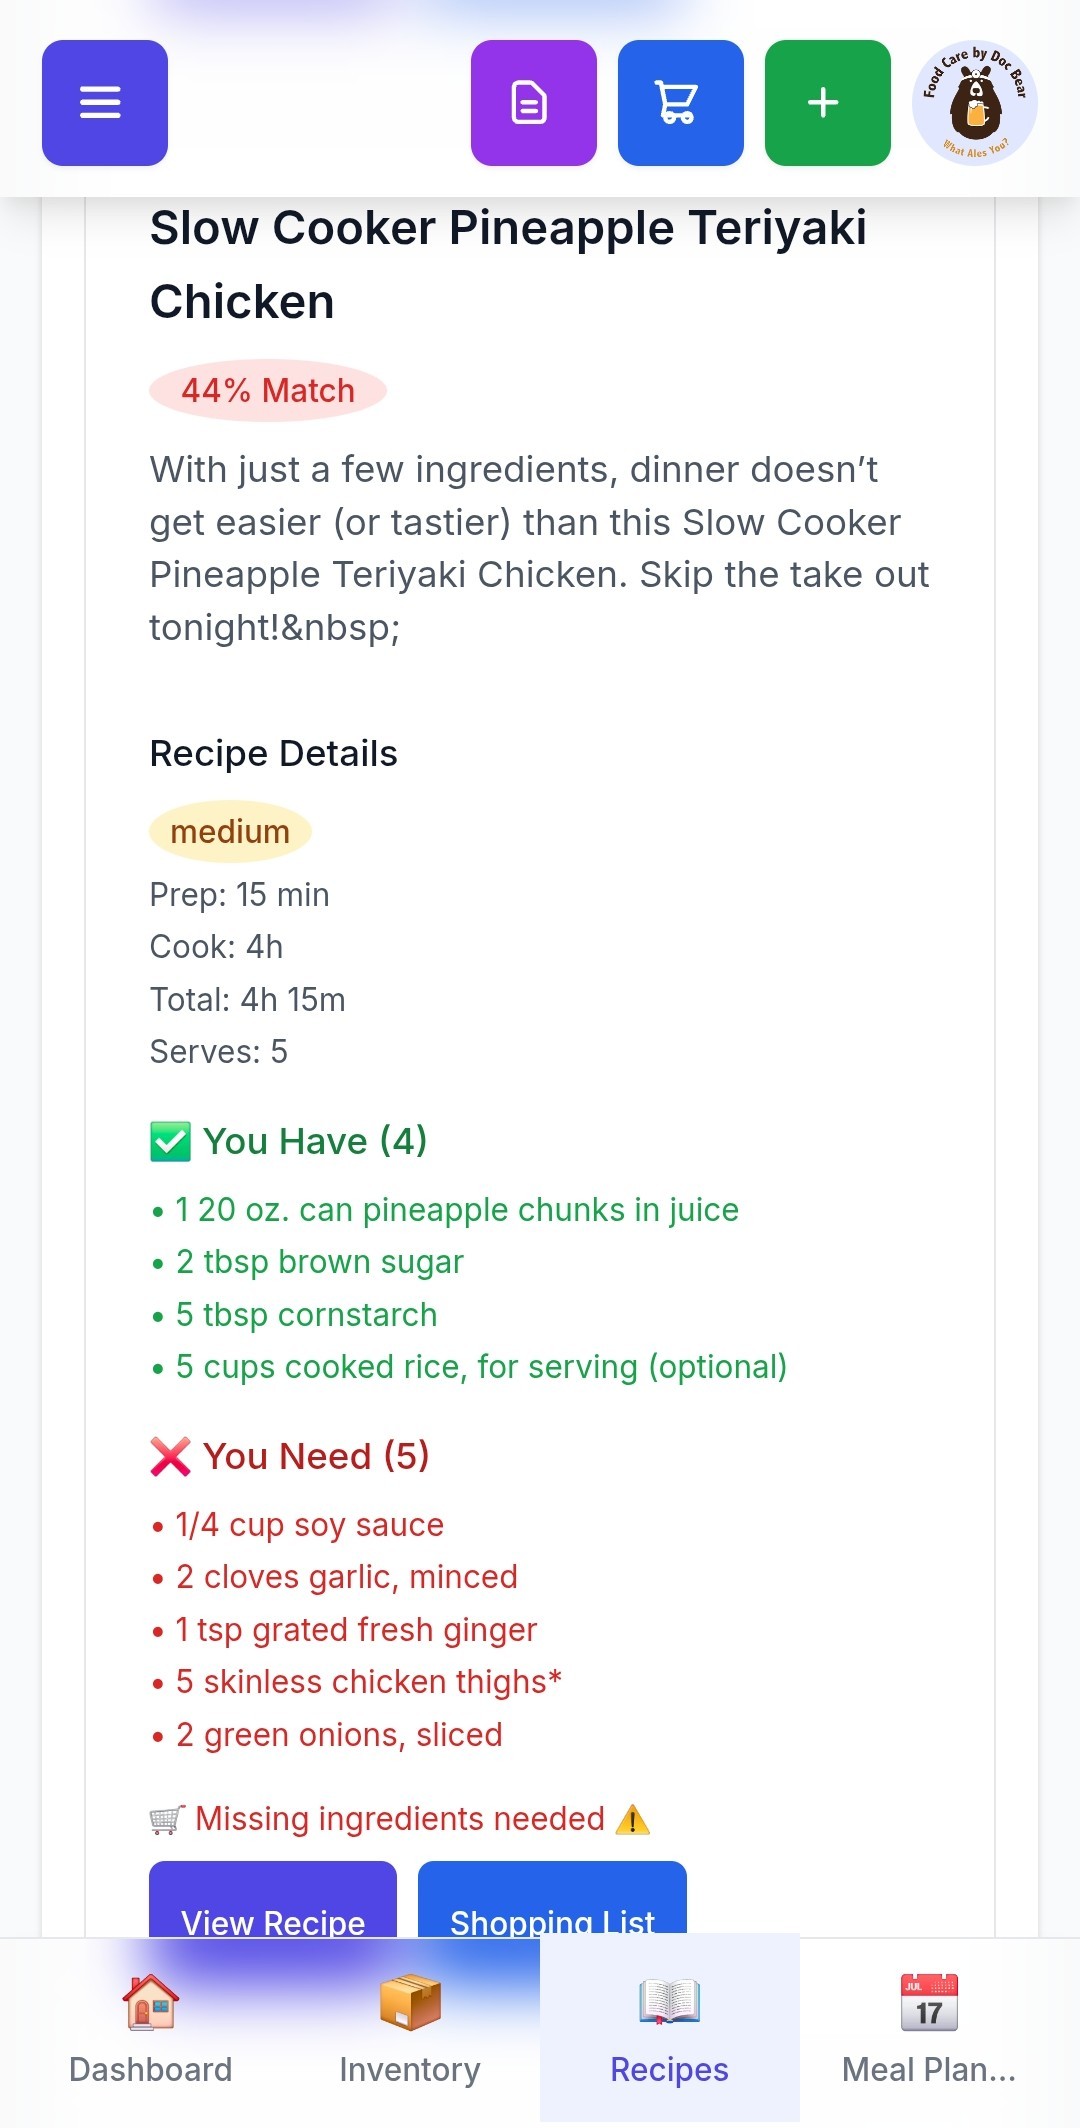 Food Care by Doc Bear
What Ales You?
Slow Cooker Pineapple Teriyaki
Chicken
44% Match
With just a few ingredients, dinner doesn’t
get easier (or tastier) than this Slow Cooker
Pineapple Teriyaki Chicken. Skip the take out
tonight!&nbsp;
Recipe Details
medium
Prep: 15 min
Cook: 4h
Total: 4h 15m
Serves: 5
✅ You Have (4)
• 1 20 oz. can pineapple chunks in juice
• 2 tbsp brown sugar
• 5 tbsp cornstarch
• 5 cups cooked rice, for serving (optional)
❌ You Need (5)
• 1/4 cup soy sauce
• 2 cloves garlic, minced
• 1 tsp grated fresh ginger
• 5 skinless chicken thighs*
• 2 green onions, sliced
🛒 Missing ingredients needed ⚠️
View Recipe Shopping List
JUL
17
Dashboard Inventory Recipes Meal Plan...